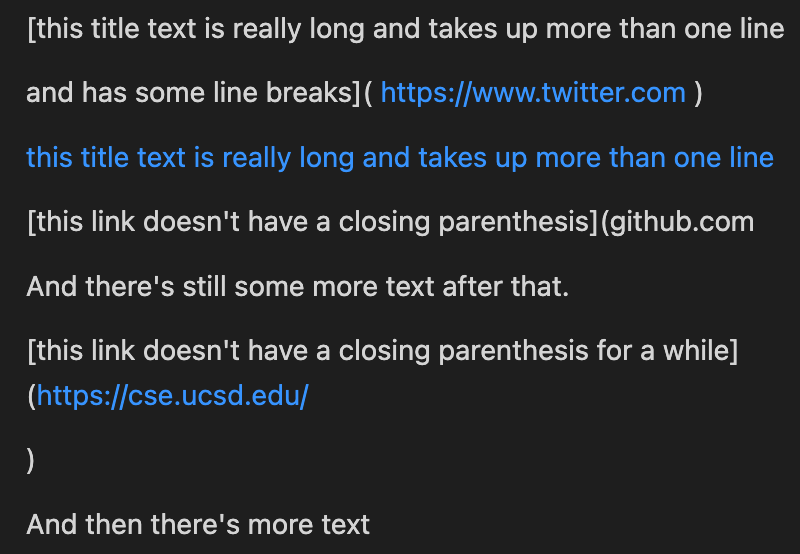 [this title text is really long and takes up more than one line
and has some line breaks]( https://www.twitter.com )
this title text is really long and takes up more than one line
[this link doesn't have a closing parenthesis](github.com
And there's still some more text after that.
[this link doesn't have a closing parenthesis for a while]
(https://cse.ucsd.edu/
)
And then there's more text